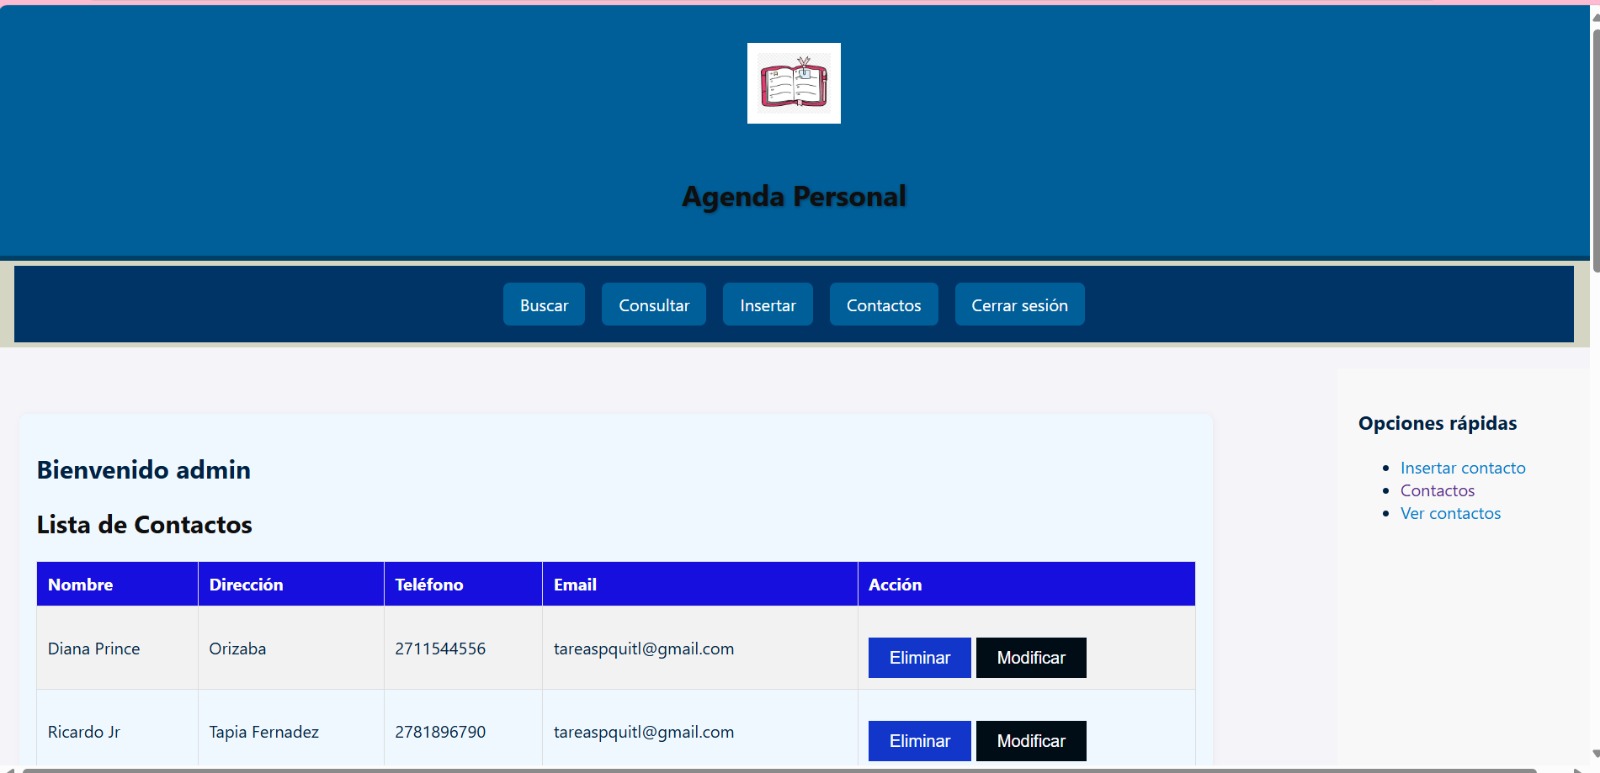 Agenda Personal
Buscar Consultar Insertar Contactos Cerrar sesión
Bienvenido admin
Lista de Contactos
Nombre Dirección Teléfono Email Acción
Diana Prince Orizaba 2711544556 tareaspquitl@gmail.com Eliminar Modificar
Ricardo Jr Tapia Fernadez 2781896790 tareaspquitl@gmail.com Eliminar Modificar
Opciones rápidas
Insertar contacto
Contactos
Ver contactos